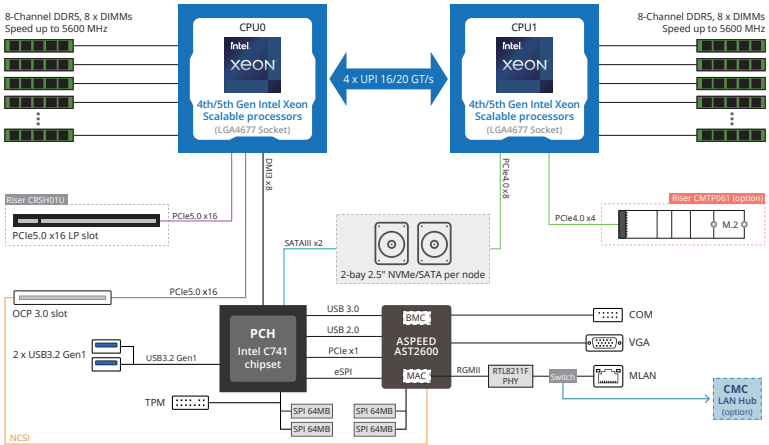 8-Channel DDR5, 8 x DIMMs
Speed up to 5600 MHz
CPU0
intel
xeon
4th/5th Gen Intel Xeon
Scalable processors
(LGA4677 Socket)
4 x UPI 16/20 GT/s
CPU1
intel
xeon
4th/5th Gen Intel Xeon
Scalable processors
(LGA4677 Socket)
8-Channel DDR5, 8 x DIMMs
Speed up to 5600 MHz
DMI3 x8
PCIe4.0 x8
Riser CRSH01U
PCIe5.0 x16
PCIe5.0 x16 LP slot
Riser CMTP061 (option)
PCIe4.0 x4
M.2
SATAIII x2
2-bay 2.5" NVMe/SATA per node
PCIe5.0 x16
OCP 3.0 slot
PCH
Intel C741
chipset
USB 3.0
USB 2.0
PCIe x1
eSPI
BMC
ASPEED
AST2600
MAC
COM
VGA
2 x USB3.2 Gen1
USB3.2 Gen1
RGMII
RTL8211F
PHY
Switch
MLAN
CMC
LAN Hub
(option)
TPM
SPI 64MB
SPI 64MB
SPI 64MB
SPI 64MB
NCSI